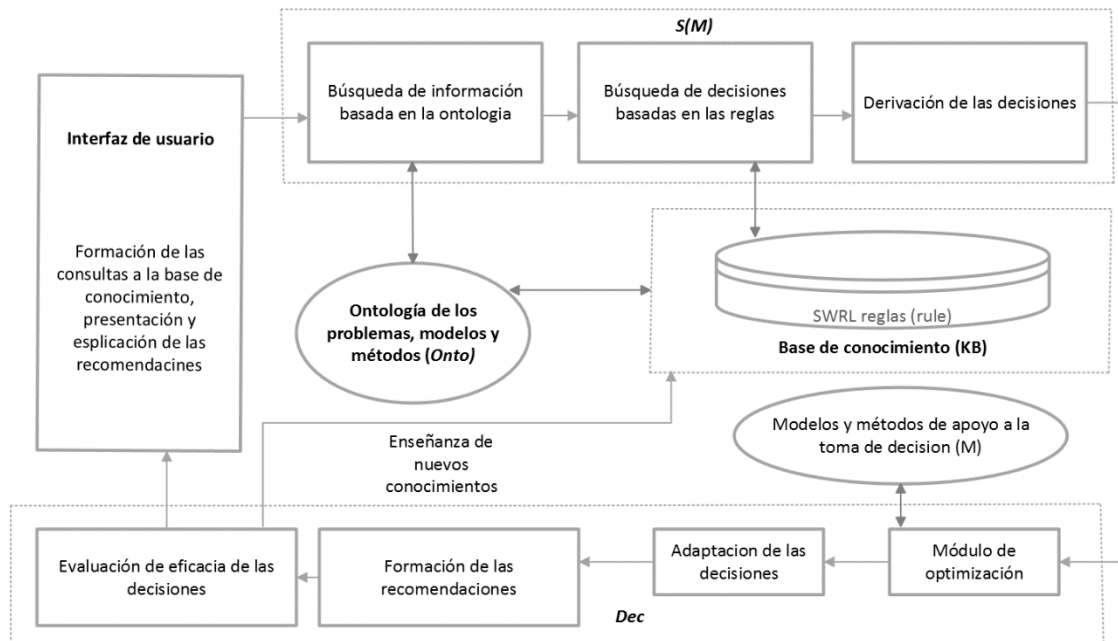 S(M)
Interfaz de usuario
Formación de las
consultas a la base de
conocimiento,
presentación y
esplicación de las
recomendacines
Búsqueda de información
basada en la ontologia
Búsqueda de decisiones
basadas en las reglas
Derivación de las decisiones
Ontología de los
problemas, modelos y
métodos (Onto)
SWRL reglas (rule)
Base de conocimiento (KB)
Modelos y métodos de apoyo a la
toma de decision (M)
Enseñanza de
nuevos
conocimientos
Evaluación de eficacia de las
decisiones
Formación de las
recomendaciones
Adaptacion de las
decisiones
Módulo de
optimización
Dec